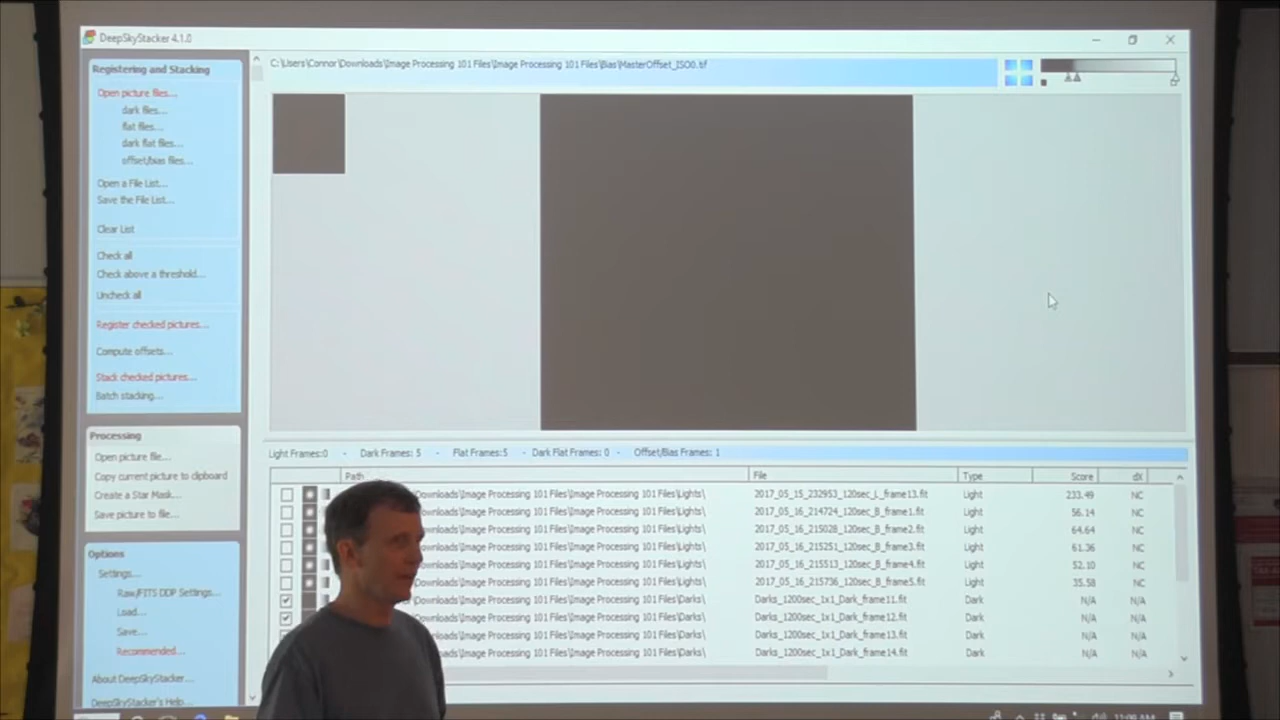 DeepSkyStacker 4.1.0
C:\Users\Connor\Downloads\Image Processing 101 Files\Image Processing 101 Files\Bias\MasterOffset_ISO0.tif
Registering and Stacking
Open picture files...
dark files...
flat files...
dark flat files...
offset/bias files...
Open a File List...
Save the File List...
Clear List
Check all
Check above a threshold...
Uncheck all
Register checked pictures...
Compute offsets...
Stack checked pictures...
Batch stacking...
Processing
Open picture file...
Copy current picture to clipboard
Create a Star Mask...
Save picture to file...
Options
Settings...
Raw/FITS DDP Settings...
Load...
Save...
Recommended...
About DeepSkyStacker...
DeepSkyStacker's Help...
Light Frames:0 - Dark Frames: 5 - Flat Frames:5 - Dark Flat Frames: 0 - Offset/Bias Frames: 1
Path File Type Score dX
Downloads\Image Processing 101 Files\Image Processing 101 Files\Lights\ 2017_05_15_232953_120sec_L_frame13.fit Light 233.49 NC
Downloads\Image Processing 101 Files\Image Processing 101 Files\Lights\ 2017_05_16_214724_120sec_B_frame1.fit Light 56.14 NC
Downloads\Image Processing 101 Files\Image Processing 101 Files\Lights\ 2017_05_16_215028_120sec_B_frame2.fit Light 64.64 NC
Downloads\Image Processing 101 Files\Image Processing 101 Files\Lights\ 2017_05_16_215251_120sec_B_frame3.fit Light 61.36 NC
Downloads\Image Processing 101 Files\Image Processing 101 Files\Lights\ 2017_05_16_215513_120sec_B_frame4.fit Light 52.10 NC
Downloads\Image Processing 101 Files\Image Processing 101 Files\Lights\ 2017_05_16_215736_120sec_B_frame5.fit Light 35.58 NC
Downloads\Image Processing 101 Files\Image Processing 101 Files\Darks\ Darks_1200sec_1x1_Dark_frame11.fit Dark N/A N/A
Downloads\Image Processing 101 Files\Image Processing 101 Files\Darks\ Darks_1200sec_1x1_Dark_frame12.fit Dark N/A N/A
Downloads\Image Processing 101 Files\Image Processing 101 Files\Darks\ Darks_1200sec_1x1_Dark_frame13.fit Dark N/A N/A
Downloads\Image Processing 101 Files\Image Processing 101 Files\Darks\ Darks_1200sec_1x1_Dark_frame14.fit Dark N/A N/A